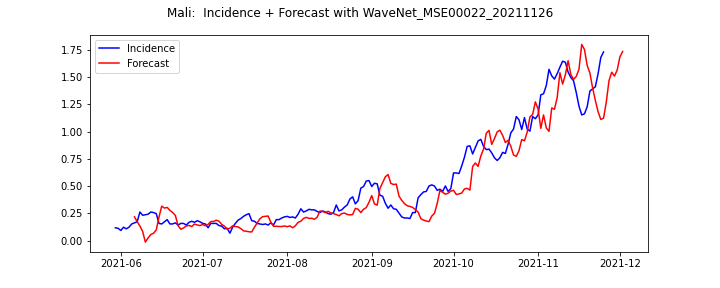 Mali:  Incidence + Forecast with WaveNet_MSE00022_20211126
Incidence
Forecast
1.75
1.50
1.25
1.00
0.75
0.50
0.25
0.00
2021-06 2021-07 2021-08 2021-09 2021-10 2021-11 2021-12